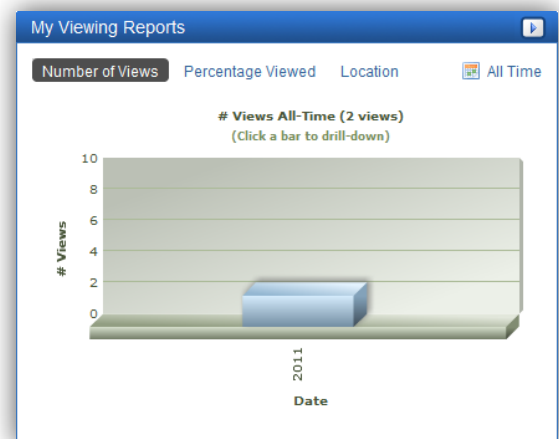 My Viewing Reports
Number of Views Percentage Viewed Location All Time
# Views All-Time (2 views)
(Click a bar to drill-down)
10
8
6
4
2
0
# Views
2011
Date